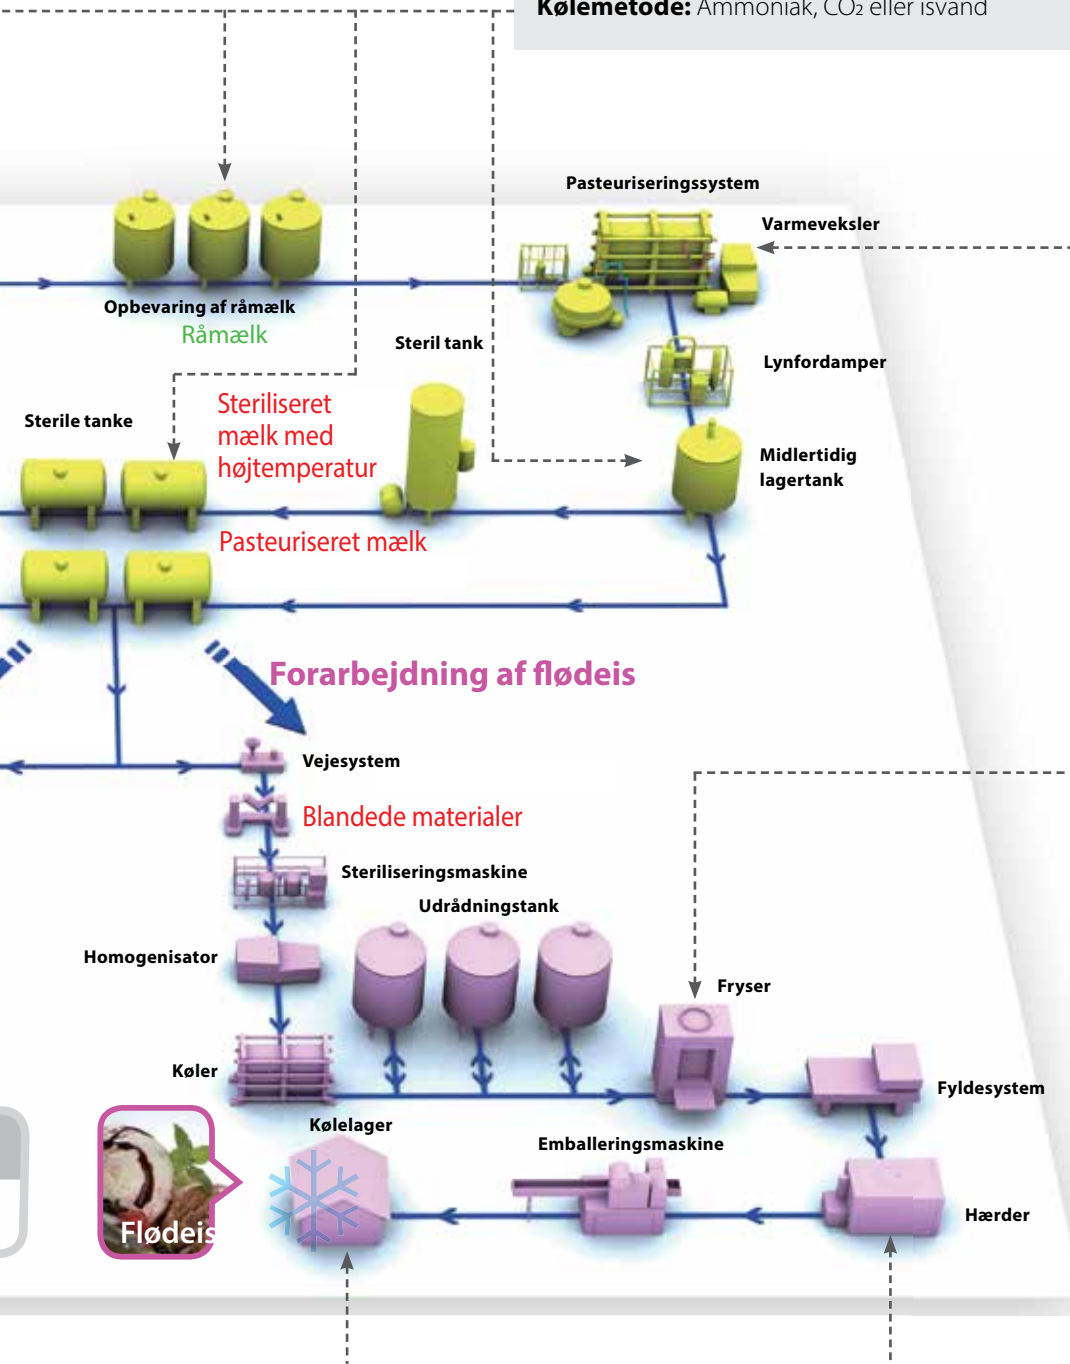 Kølemetode: Ammoniak, CO₂ eller isvand
Pasteuriseringssystem
Varmeveksler
Opbevaring af råmælk
Råmælk
Steril tank
Lynfordamper
Steriliseret
mælk med
højtemperatur
Sterile tanke
Midlertidig
lagertank
Pasteuriseret mælk
Forarbejdning af flødeis
Vejesystem
Blandede materialer
Steriliseringsmaskine
Udrådningstank
Homogenisator
Fryser
Køler
Fyldesystem
Kølelager
Emballeringsmaskine
Hærder
Flødeis